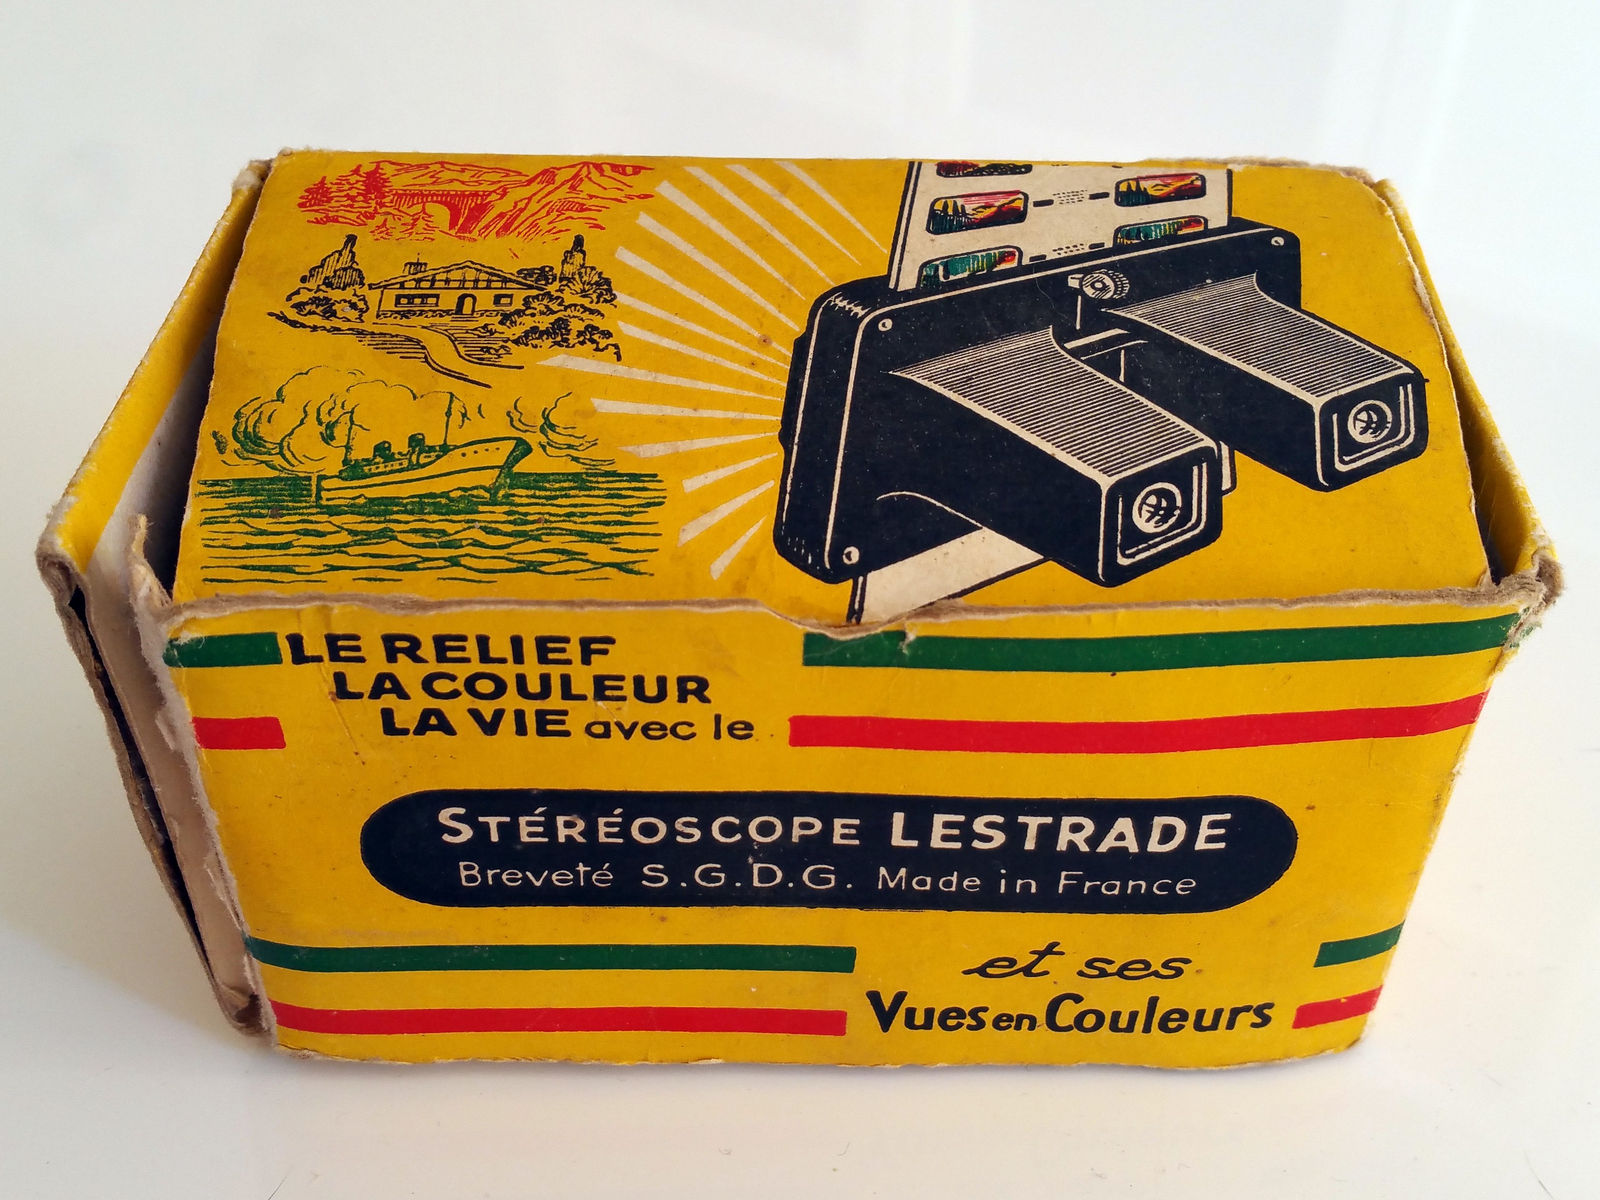 LE RELIEF
LA COULEUR
LA VIE avec le
STÉRÉOSCOPE LESTRADE
Breveté S.G.D.G. Made in France
et ses
Vues en Couleurs